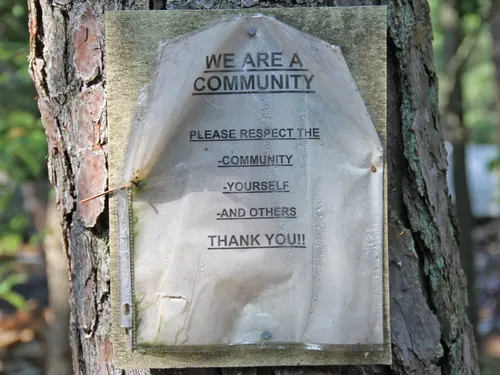 WE ARE A
COMMUNITY
PLEASE RESPECT THE
-COMMUNITY
-YOURSELF
-AND OTHERS
THANK YOU!!